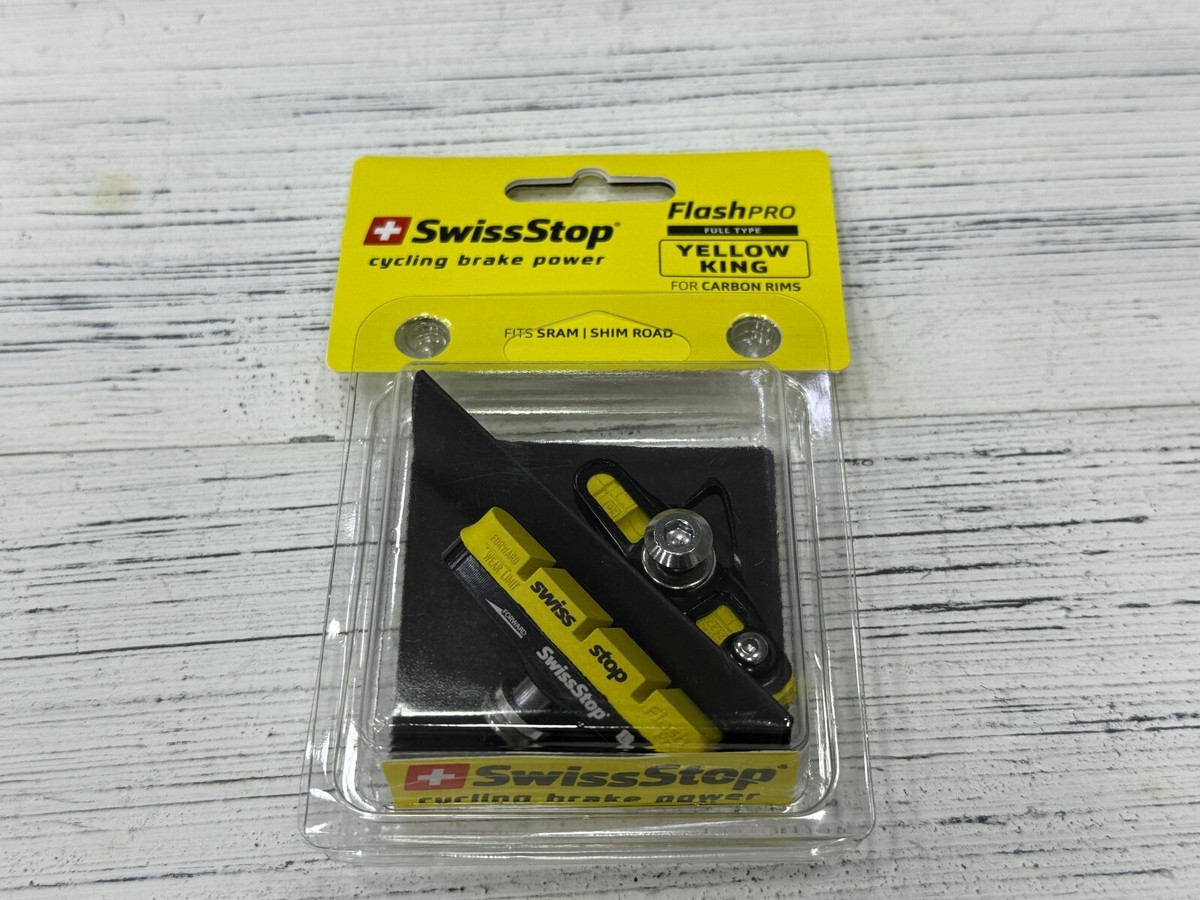 SwissStop®
cycling brake power
FlashPRO
FULL TYPE
YELLOW
KING
FOR CARBON RIMS
FITS SRAM | SHIM ROAD
FORWARD
WEAR LIMIT
swiss
stop
Flash
FORWARD
SwissStop
SwissStop®
cycling brake power